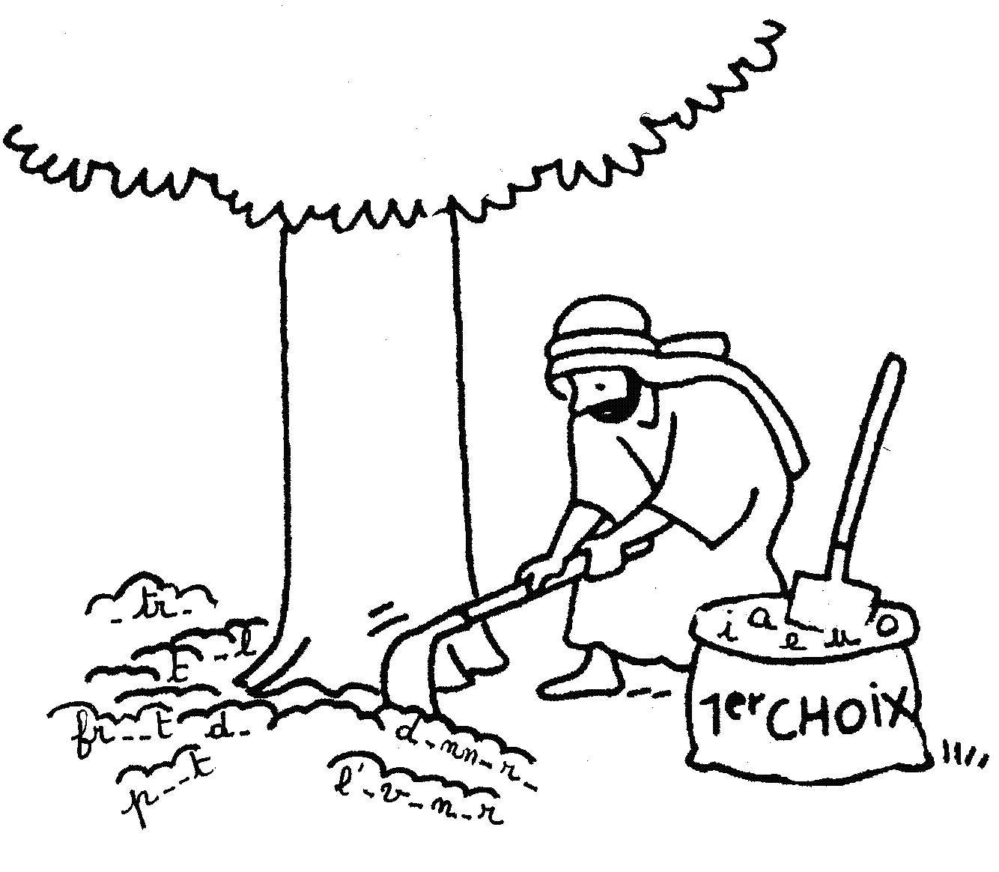 _ tr _
t - _ l
fr _ _ t d _
p _ _ t
d _ nn _ r _
l' _ v _ n _ r
i a e u o
1er CHOIX